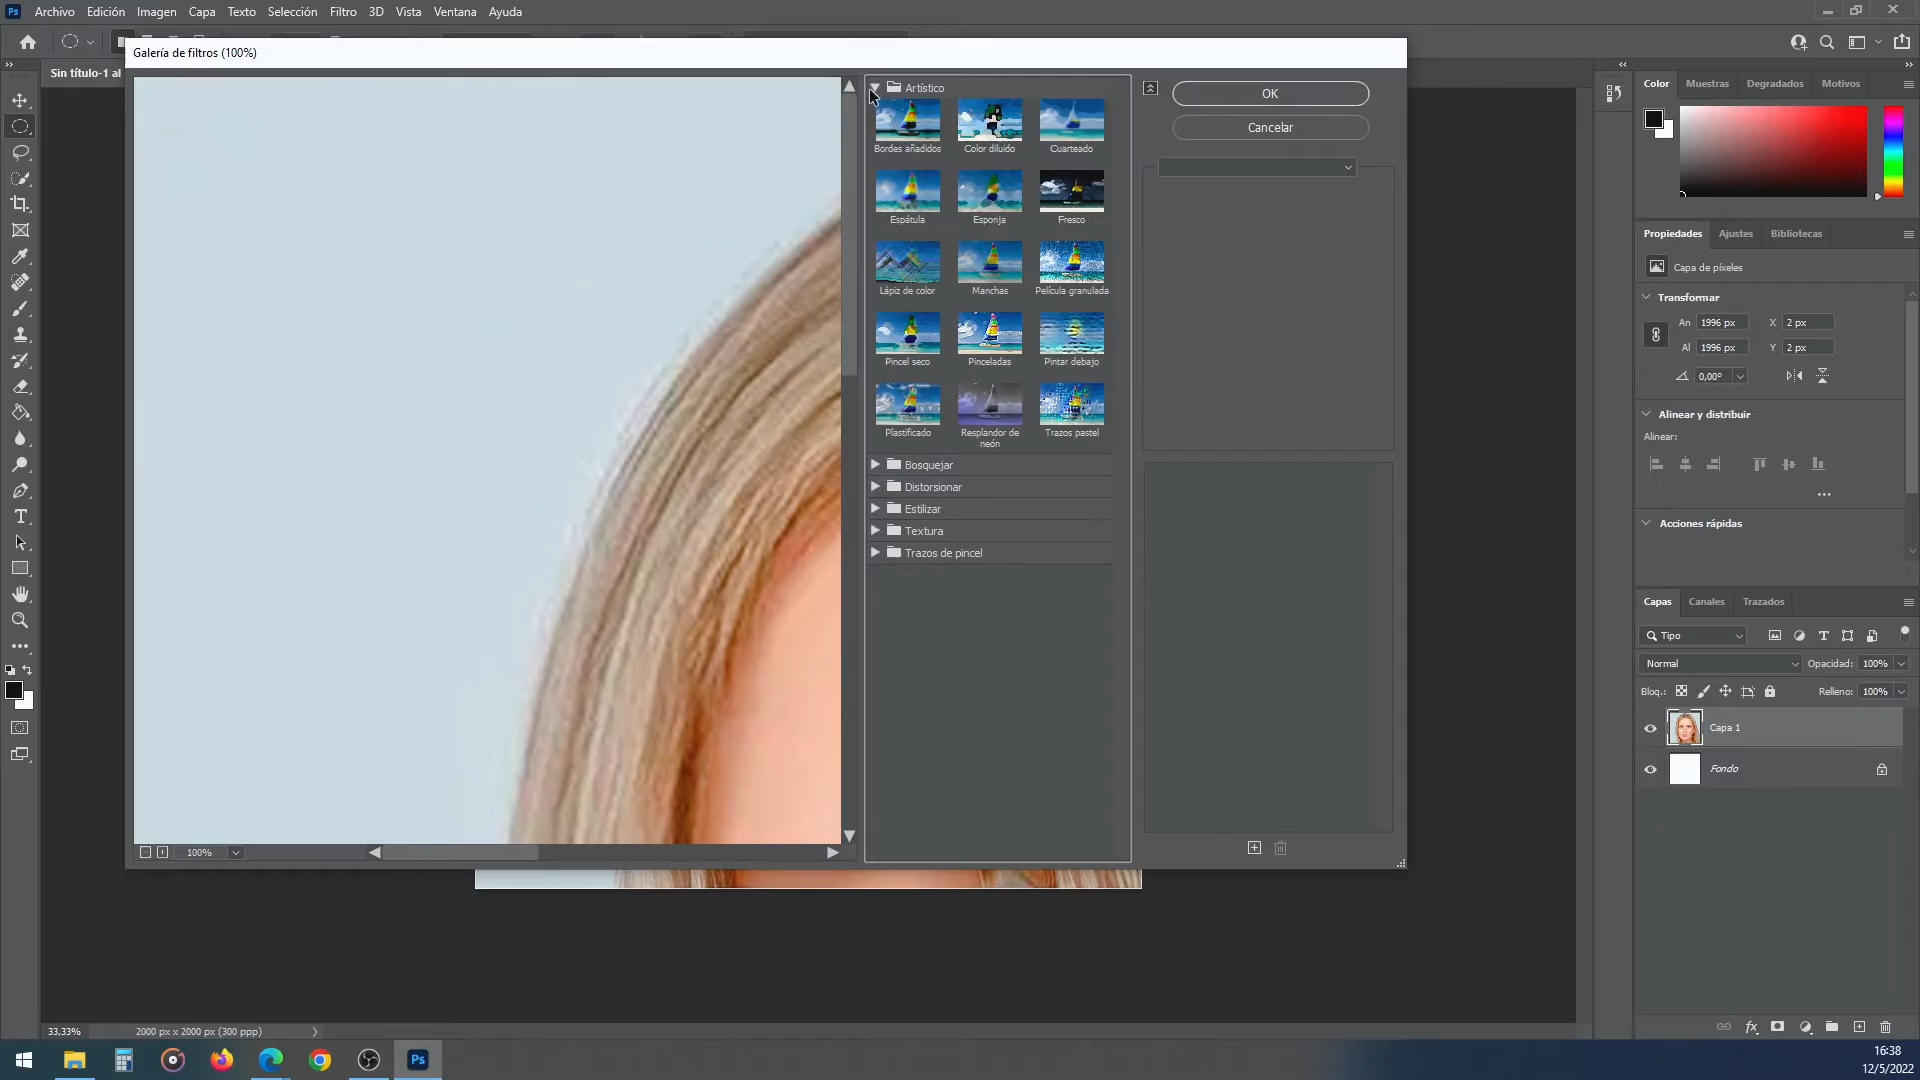 Ps Archivo Edición Imagen Capa Texto Selección Filtro 3D Vista Ventana Ayuda
Sin título-1 al
Galería de filtros (100%)
Artístico
Bordes añadidos Color diluido Cuarteado
Espátula Esponja Fresco
Lápiz de color Manchas Película granulada
Pincel seco Pinceladas Pintar debajo
Plastificado Resplandor de neón Trazos pastel
Bosquejar
Distorsionar
Estilizar
Textura
Trazos de pincel
OK
Cancelar
100%
Color Muestras Degradados Motivos
Propiedades Ajustes Bibliotecas
Capa de píxeles
Transformar
An 1996 px X 2 px
Al 1996 px Y 2 px
0,00°
Alinear y distribuir
Alinear:
Acciones rápidas
Capas Canales Trazados
Tipo
Normal Opacidad: 100%
Bloq.: Relleno: 100%
Capa 1
Fondo
fx
33,33% 2000 px x 2000 px (300 ppp)
Ps
16:38
12/5/2022